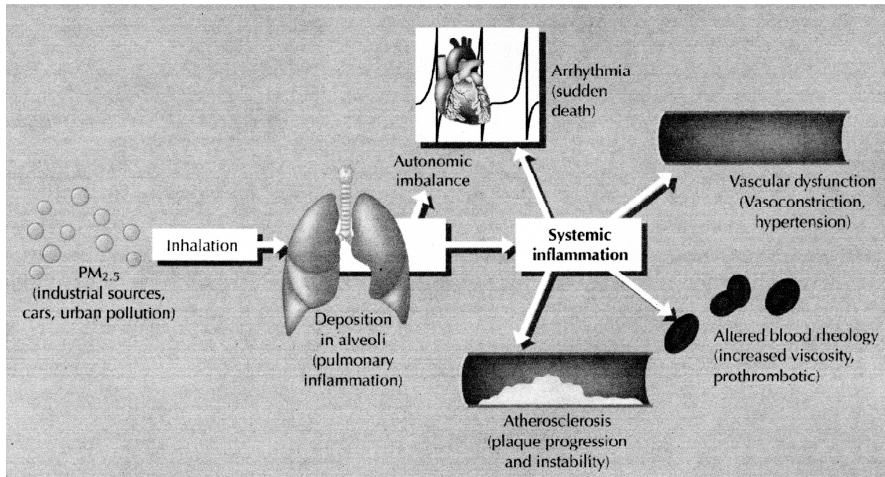 Arrhythmia
(sudden
death)
Autonomic
imbalance
Vascular dysfunction
(Vasoconstriction,
hypertension)
Inhalation
Systemic
inflammation
PM2.5
(industrial sources,
cars, urban pollution)
Deposition
in alveoli
(pulmonary
inflammation)
Altered blood rheology
(increased viscosity,
prothrombotic)
Atherosclerosis
(plaque progression
and instability)